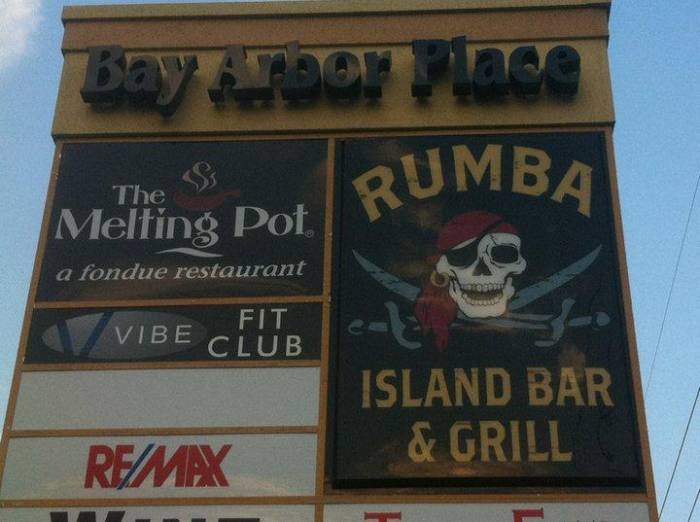 Bay Arbor Place
The
Melting Pot®
a fondue restaurant
VIBE FIT CLUB
RE/MAX
RUMBA
ISLAND BAR
& GRILL